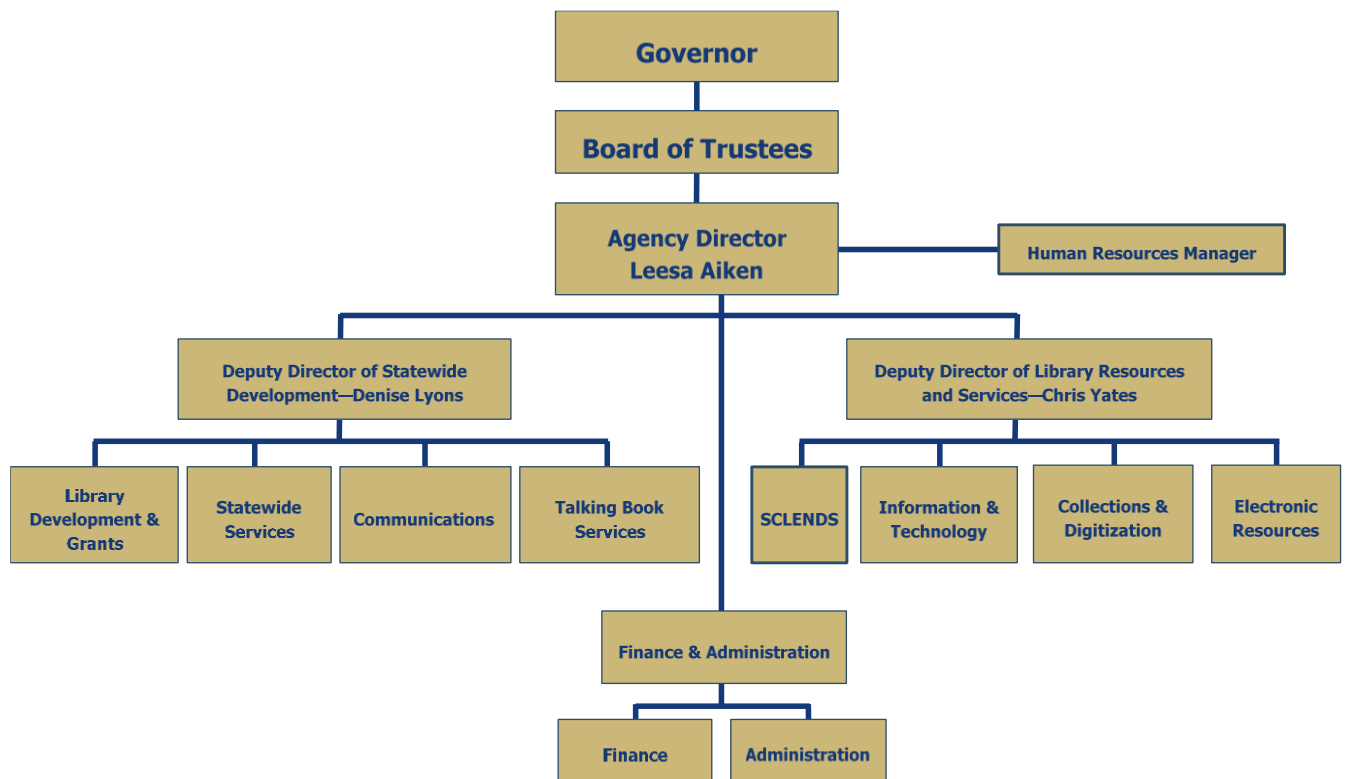 Governor
Board of Trustees
Agency Director
Leesa Aiken
Human Resources Manager
Deputy Director of Statewide
Development—Denise Lyons
Deputy Director of Library Resources
and Services—Chris Yates
Library
Development &
Grants
Statewide
Services
Communications
Talking Book
Services
SCLENDS
Information &
Technology
Collections &
Digitization
Electronic
Resources
Finance & Administration
Finance
Administration